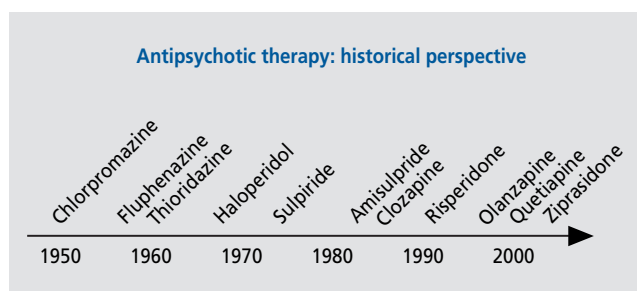 Antipsychotic therapy: historical perspective
Chlorpromazine
Fluphenazine
Thioridazine
Haloperidol
Sulpiride
Amisulpride
Clozapine
Risperidone
Olanzapine
Quetiapine
Ziprasidone
1950 1960 1970 1980 1990 2000